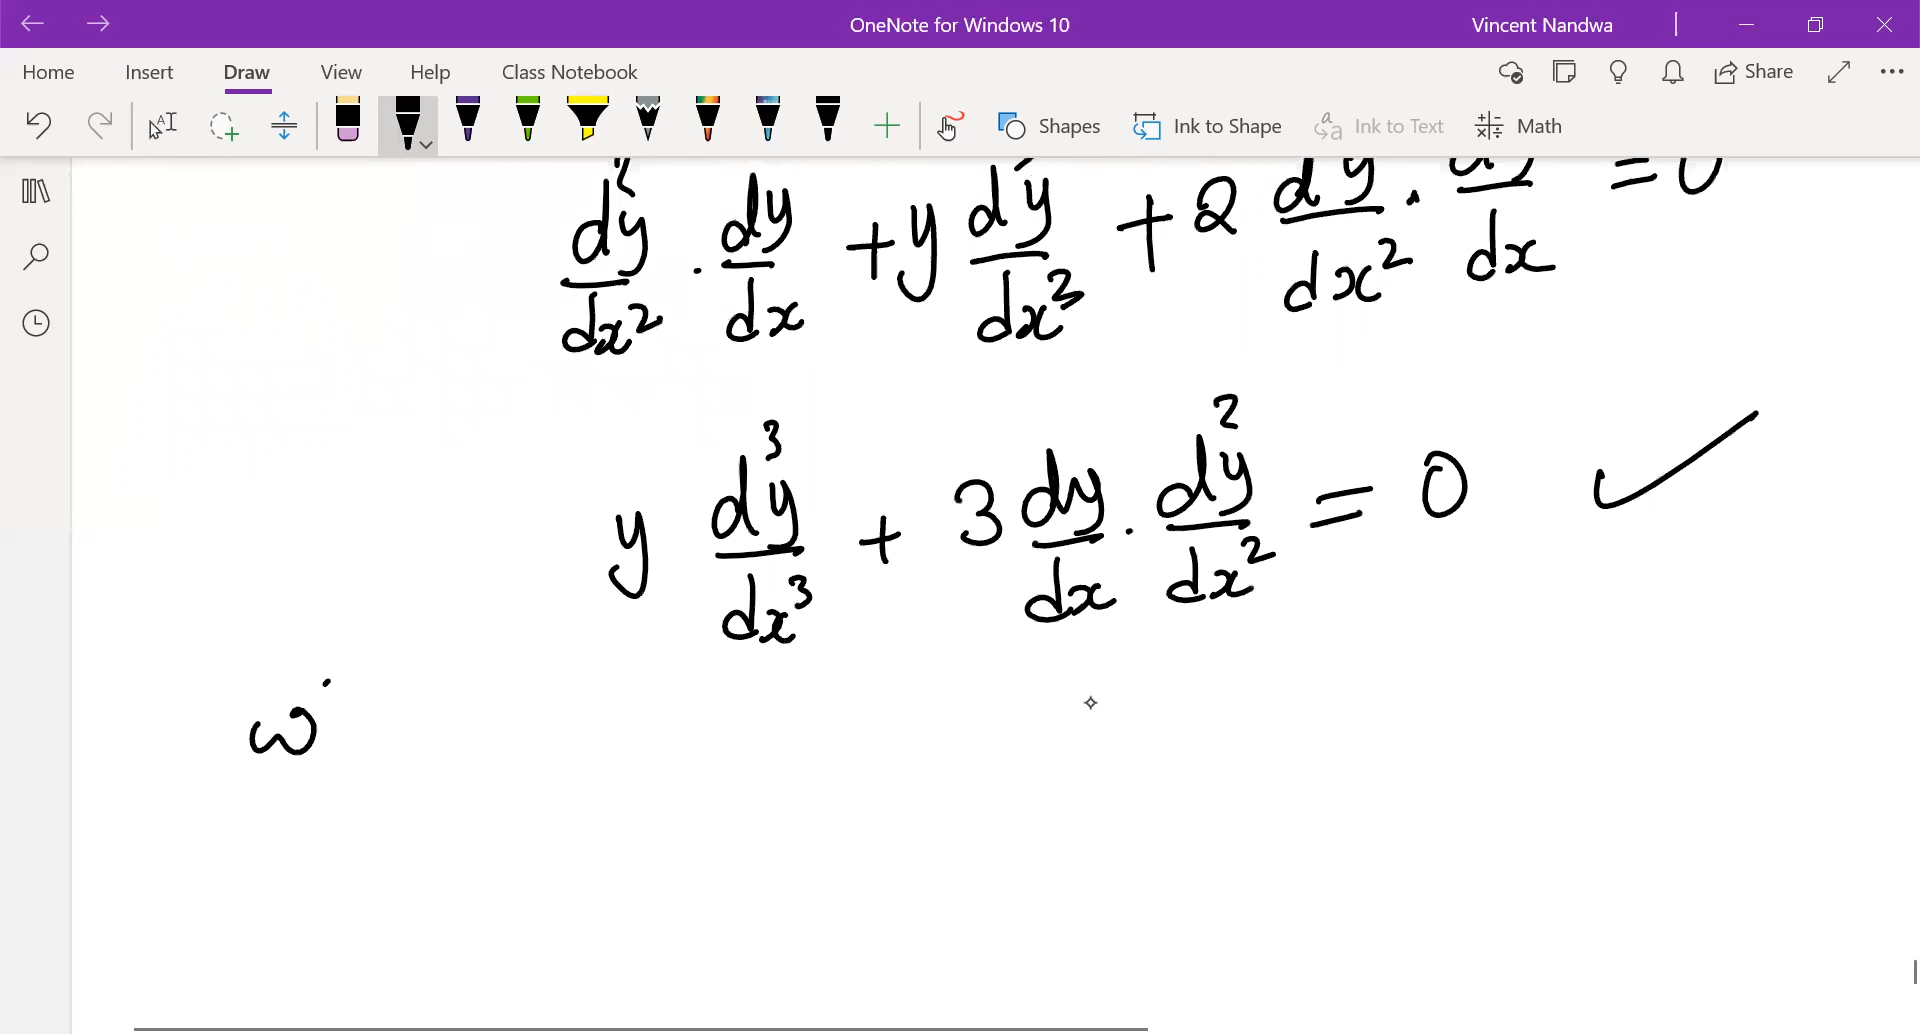 OneNote for Windows 10 Vincent Nandwa
Home Insert Draw View Help Class Notebook Share
Shapes Ink to Shape Ink to Text Math
d²y/dx² · dy/dx + y d³y/dx³ + 2 d²y/dx² · dy/dx = 0
y d³y/dx³ + 3 dy/dx · d²y/dx² = 0 ✓
ω